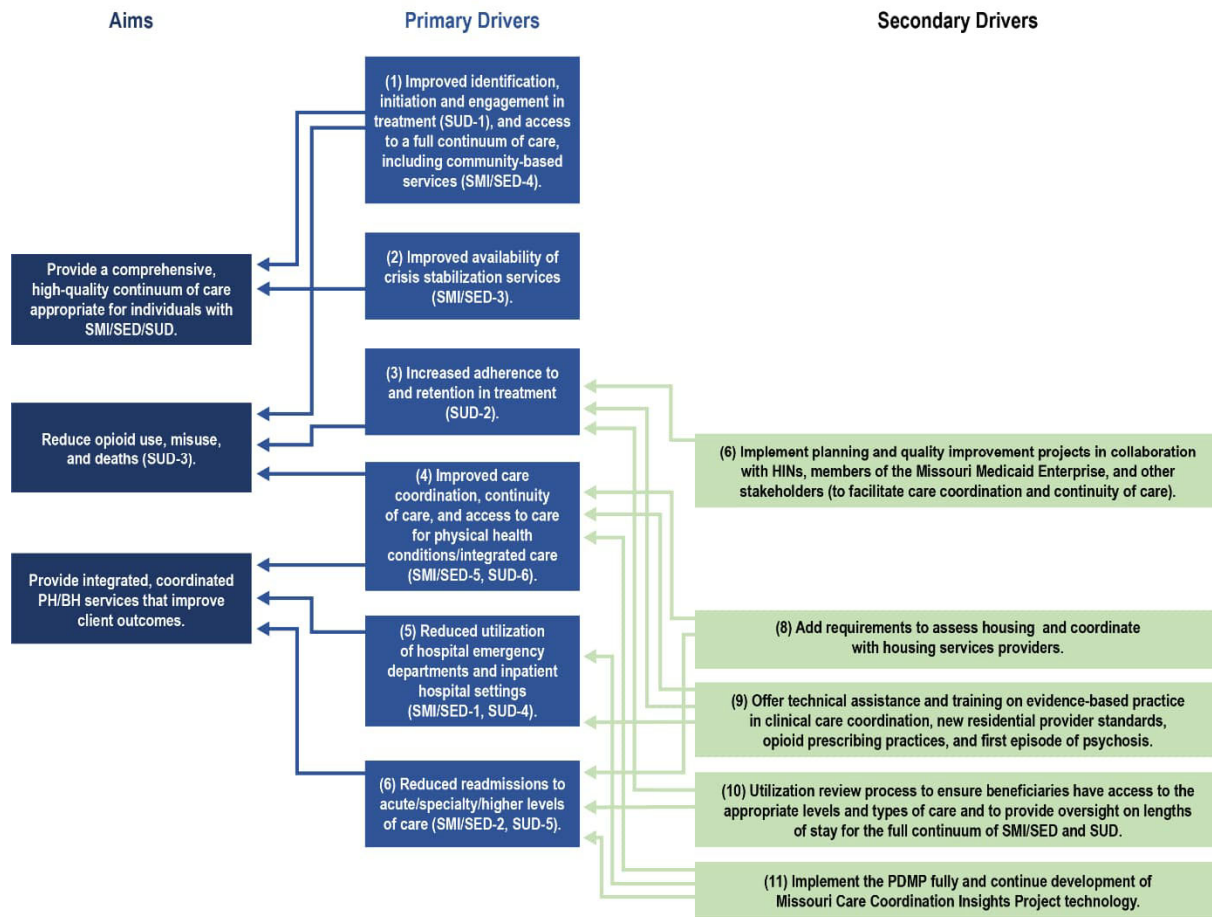 Aims
Primary Drivers
Secondary Drivers
(1) Improved identification,
initiation and engagement in
treatment (SUD-1), and access
to a full continuum of care,
including community-based
services (SMI/SED-4).
(2) Improved availability of
crisis stabilization services
(SMI/SED-3).
Provide a comprehensive,
high-quality continuum of care
appropriate for individuals with
SMI/SED/SUD.
(3) Increased adherence to
and retention in treatment
(SUD-2).
Reduce opioid use, misuse,
and deaths (SUD-3).
(6) Implement planning and quality improvement projects in collaboration
with HINs, members of the Missouri Medicaid Enterprise, and other
stakeholders (to facilitate care coordination and continuity of care).
(4) Improved care
coordination, continuity
of care, and access to care
for physical health
conditions/integrated care
(SMI/SED-5, SUD-6).
Provide integrated, coordinated
PH/BH services that improve
client outcomes.
(5) Reduced utilization
of hospital emergency
departments and inpatient
hospital settings
(SMI/SED-1, SUD-4).
(8) Add requirements to assess housing and coordinate
with housing services providers.
(9) Offer technical assistance and training on evidence-based practice
in clinical care coordination, new residential provider standards,
opioid prescribing practices, and first episode of psychosis.
(6) Reduced readmissions to
acute/specialty/higher levels
of care (SMI/SED-2, SUD-5).
(10) Utilization review process to ensure beneficiaries have access to the
appropriate levels and types of care and to provide oversight on lengths
of stay for the full continuum of SMI/SED and SUD.
(11) Implement the PDMP fully and continue development of
Missouri Care Coordination Insights Project technology.